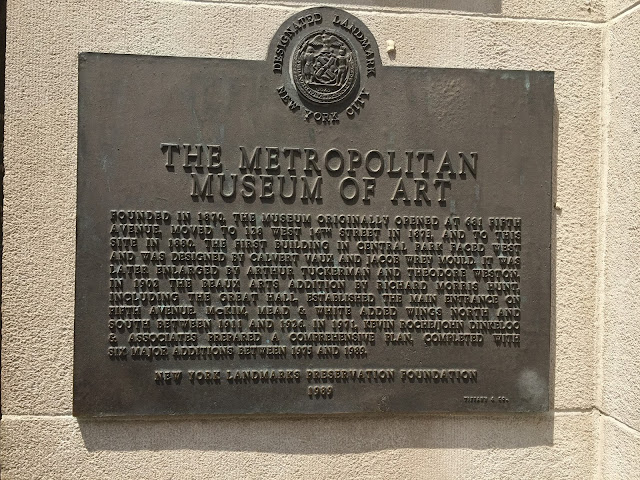 DESIGNATED LANDMARK
NEW YORK CITY
THE METROPOLITAN
MUSEUM OF ART
FOUNDED IN 1870, THE MUSEUM ORIGINALLY OPENED AT 681 FIFTH
AVENUE, MOVED TO 128 WEST 14TH STREET IN 1873, AND TO THIS
SITE IN 1880. THE FIRST BUILDING IN CENTRAL PARK FACED WEST
AND WAS DESIGNED BY CALVERT VAUX AND JACOB WREY MOULD. IT WAS
LATER ENLARGED BY ARTHUR TUCKERMAN AND THEODORE WESTON.
IN 1902 THE BEAUX ARTS ADDITION BY RICHARD MORRIS HUNT,
INCLUDING THE GREAT HALL, ESTABLISHED THE MAIN ENTRANCE ON
FIFTH AVENUE. McKIM, MEAD & WHITE ADDED WINGS NORTH AND
SOUTH BETWEEN 1911 AND 1926. IN 1971, KEVIN ROCHE/JOHN DINKELOO
& ASSOCIATES PREPARED A COMPREHENSIVE PLAN, COMPLETED WITH
SIX MAJOR ADDITIONS BETWEEN 1975 AND 1989.
NEW YORK LANDMARKS PRESERVATION FOUNDATION
1989
TIFFANY & CO.